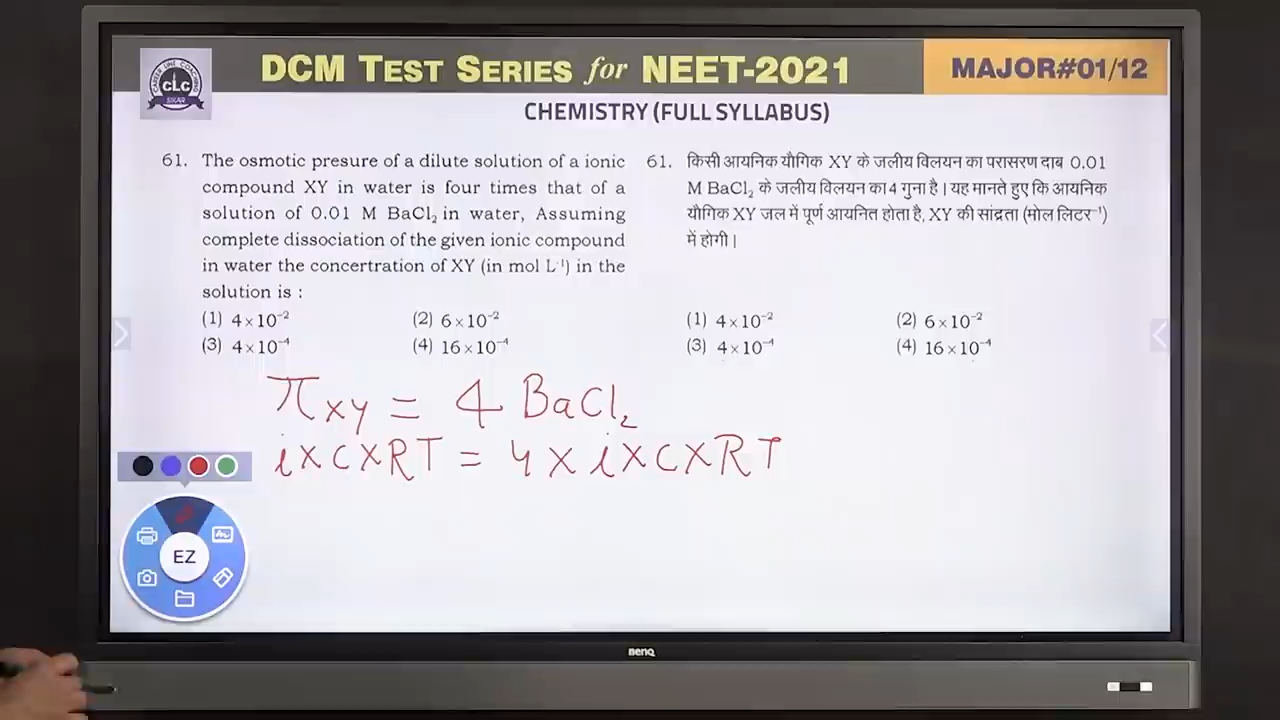 DCM TEST SERIES for NEET-2021
MAJOR#01/12
CLC
SIKAR
CHEMISTRY (FULL SYLLABUS)
61. The osmotic presure of a dilute solution of a ionic
compound XY in water is four times that of a
solution of 0.01 M BaCl₂ in water, Assuming
complete dissociation of the given ionic compound
in water the concertration of XY (in mol L⁻¹) in the
solution is :
(1) 4×10⁻² (2) 6×10⁻²
(3) 4×10⁻⁴ (4) 16×10⁻⁴
61. किसी आयनिक यौगिक XY के जलीय विलयन का परासरण दाब 0.01
M BaCl₂ के जलीय विलयन का 4 गुना है। यह मानते हुए कि आयनिक
यौगिक XY जल में पूर्ण आयनित होता है, XY की सांद्रता (मोल लिटर⁻¹)
में होगी।
(1) 4×10⁻² (2) 6×10⁻²
(3) 4×10⁻⁴ (4) 16×10⁻⁴
π XY = 4 BaCl₂
i×C×RT = 4×i×C×RT
EZ
BenQ